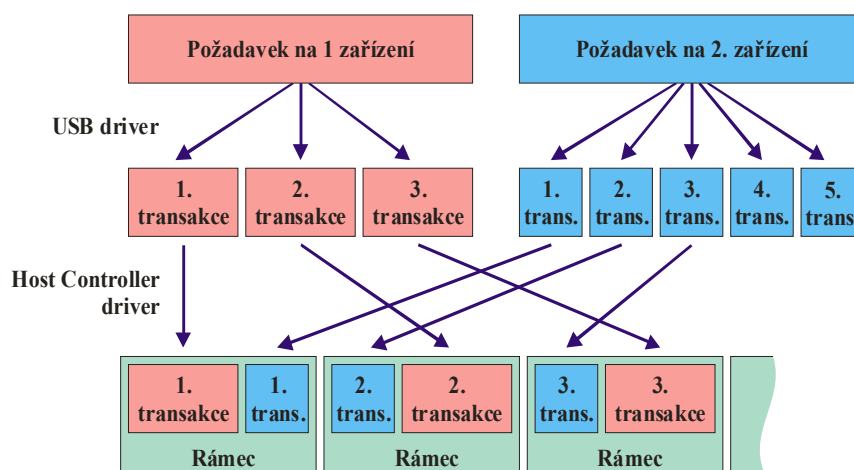 Požadavek na 1 zařízení
Požadavek na 2. zařízení
USB driver
1.
transakce
2.
transakce
3.
transakce
1.
trans.
2.
trans.
3.
trans.
4.
trans.
5.
trans
Host Controller
driver
1.
transakce
1.
trans.
2.
trans.
2.
transakce
3.
trans.
3.
transakce
Rámec
Rámec
Rámec